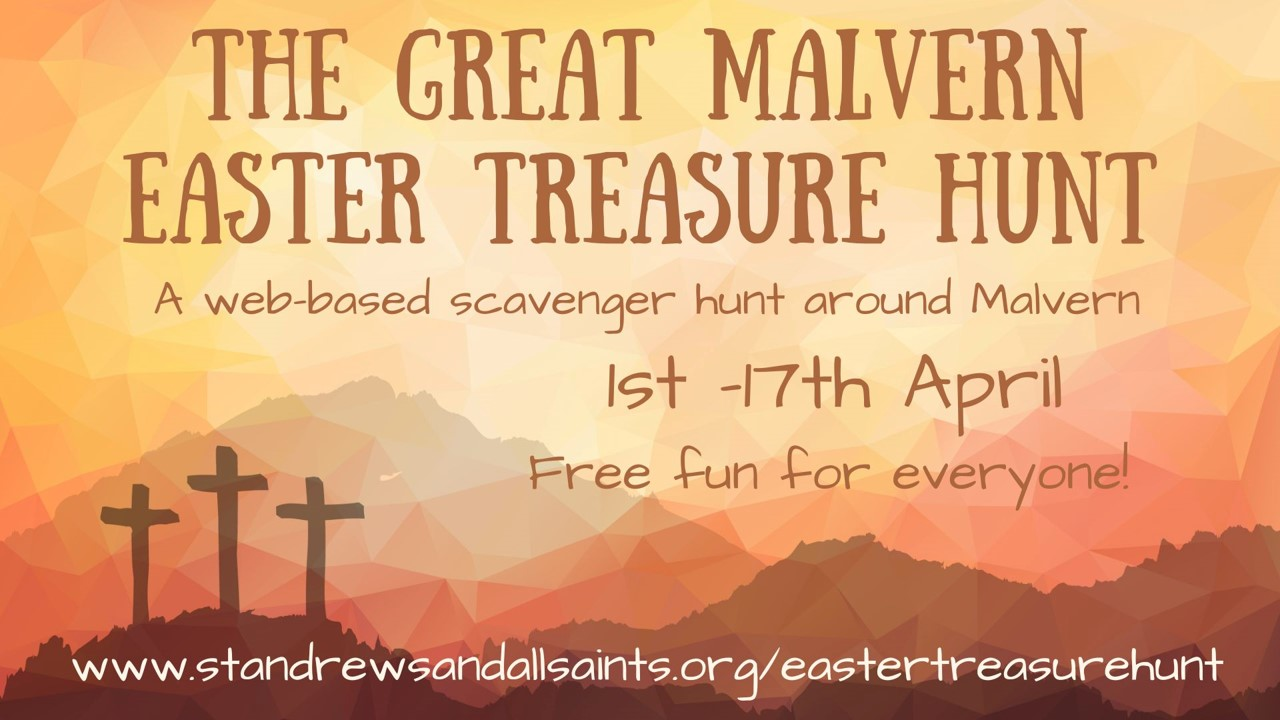 THE GREAT MALVERN
EASTER TREASURE HUNT
A web-based scavenger hunt around Malvern
1st -17th April
Free fun for everyone!
www.standrewsandallsaints.org/eastertreasurehunt